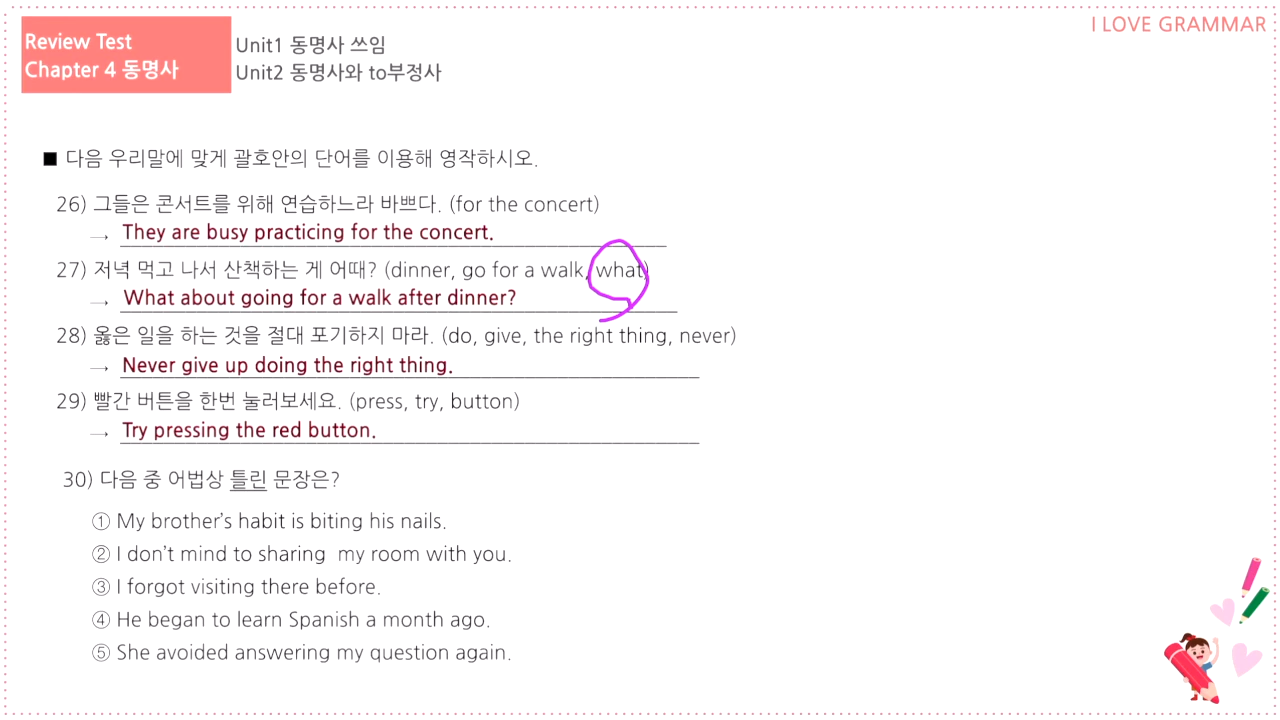 I LOVE GRAMMAR
Review Test
Chapter 4 동명사
Unit1 동명사 쓰임
Unit2 동명사와 to부정사
■ 다음 우리말에 맞게 괄호안의 단어를 이용해 영작하시오.
26) 그들은 콘서트를 위해 연습하느라 바쁘다. (for the concert)
→ They are busy practicing for the concert.
27) 저녁 먹고 나서 산책하는 게 어때? (dinner, go for a walk, what)
→ What about going for a walk after dinner?
28) 옳은 일을 하는 것을 절대 포기하지 마라. (do, give, the right thing, never)
→ Never give up doing the right thing.
29) 빨간 버튼을 한번 눌러보세요. (press, try, button)
→ Try pressing the red button.
30) 다음 중 어법상 틀린 문장은?
① My brother's habit is biting his nails.
② I don't mind to sharing my room with you.
③ I forgot visiting there before.
④ He began to learn Spanish a month ago.
⑤ She avoided answering my question again.